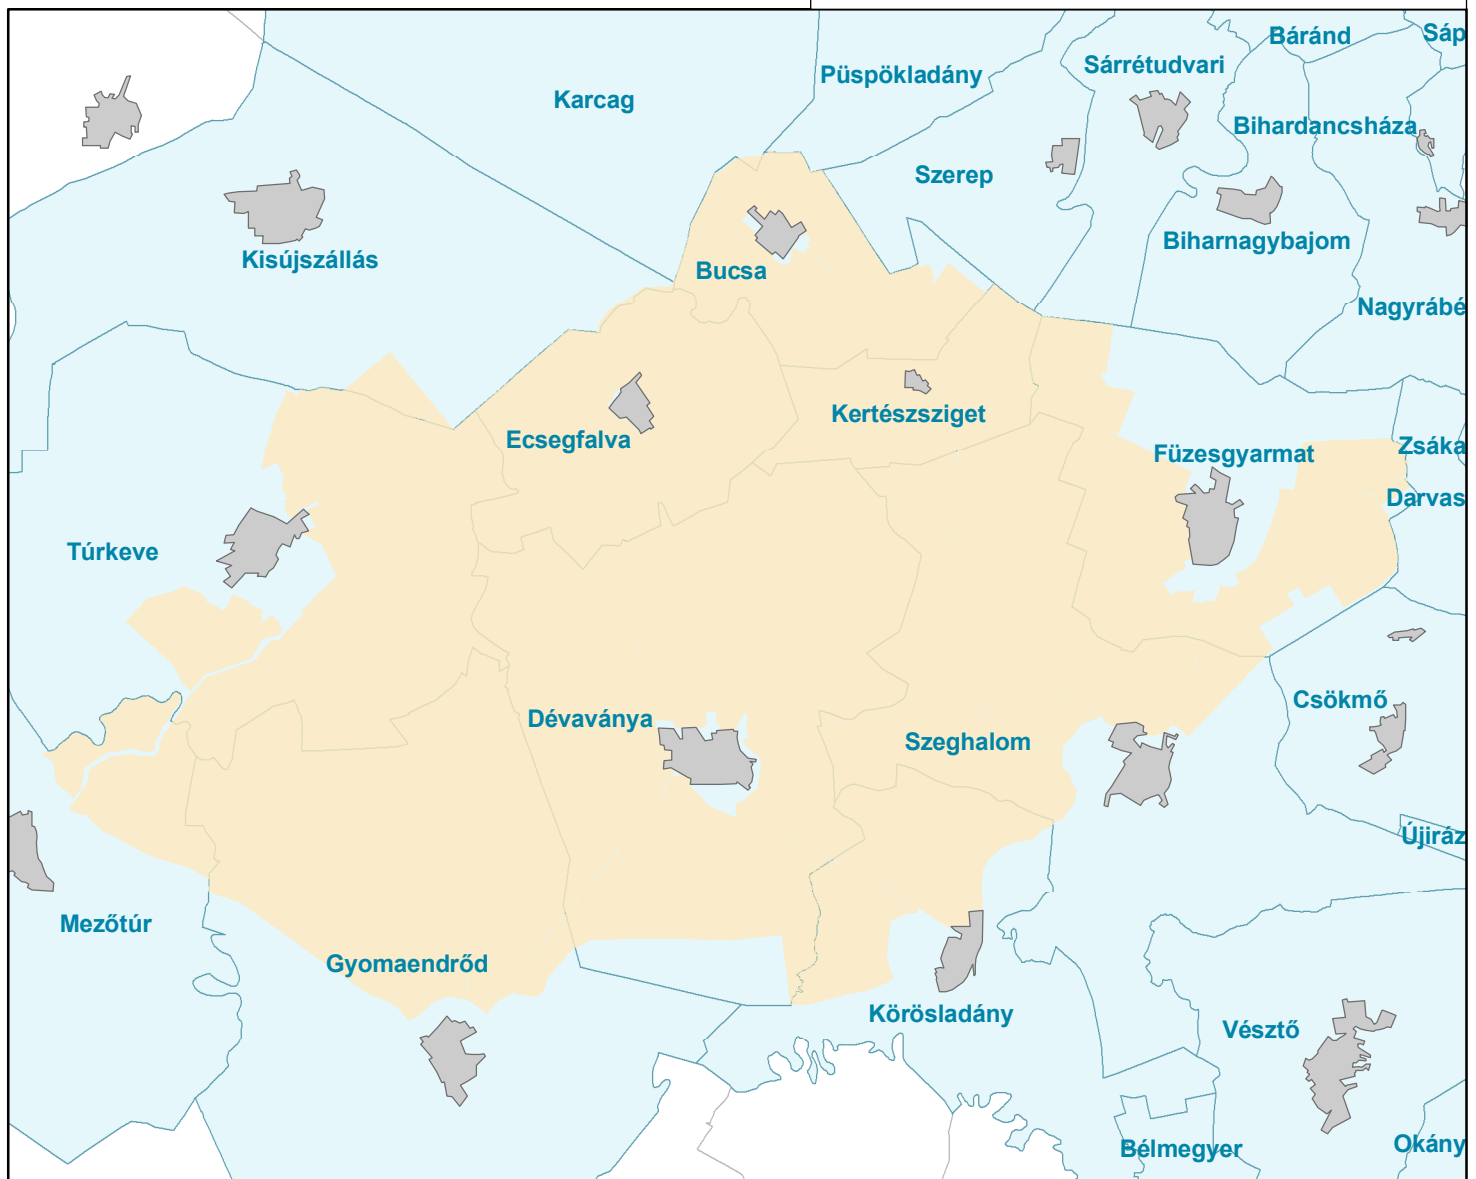 Báránd
Sáp
Sárrétudvari
Püspökladány
Karcag
Bihardancsháza
Szerep
Biharnagybajom
Kisújszállás
Bucsa
Nagyrábé
Kertészsziget
Ecsegfalva
Füzesgyarmat
Zsáka
Darvas
Túrkeve
Csökmő
Dévaványa
Szeghalom
Újiráz
Mezőtúr
Gyomaendrőd
Körösladány
Vésztő
Bélmegyer
Okány